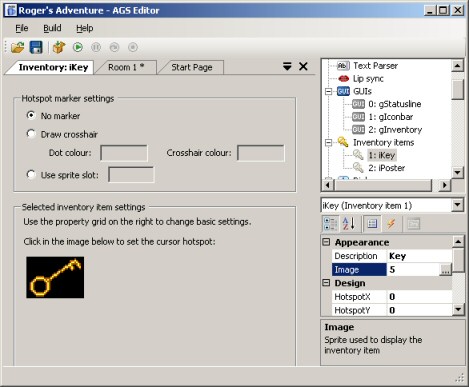 Roger's Adventure - AGS Editor
File Build Help
Inventory: iKey Room 1 * Start Page
Hotspot marker settings
No marker
Draw crosshair
Dot colour: Crosshair colour:
Use sprite slot:
Selected inventory item settings
Use the property grid on the right to change basic settings.
Click in the image below to set the cursor hotspot:
Text Parser
Lip sync
GUIs
0: gStatusline
1: gIconbar
2: gInventory
Inventory items
1: iKey
2: iPoster
iKey (Inventory item 1)
Appearance
Description Key
Image 5 ...
Design
HotspotX 0
HotspotY 0
Image
Sprite used to display the
inventory item